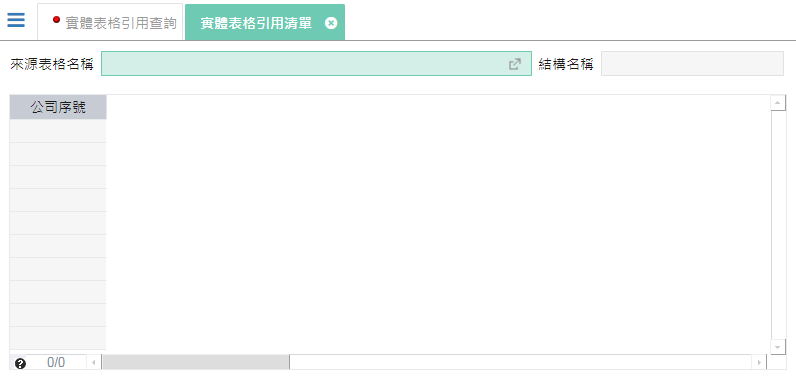 實體表格引用查詢
實體表格引用清單
來源表格名稱
結構名稱
公司序號
0/0